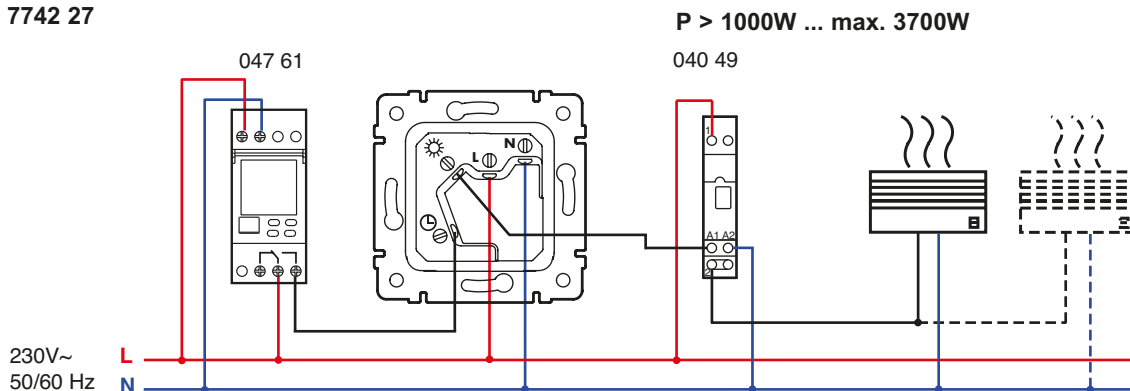 7742 27
P > 1000W ... max. 3700W
047 61
040 49
N
L
1
A1 A2
2
230V~ L
50/60 Hz N